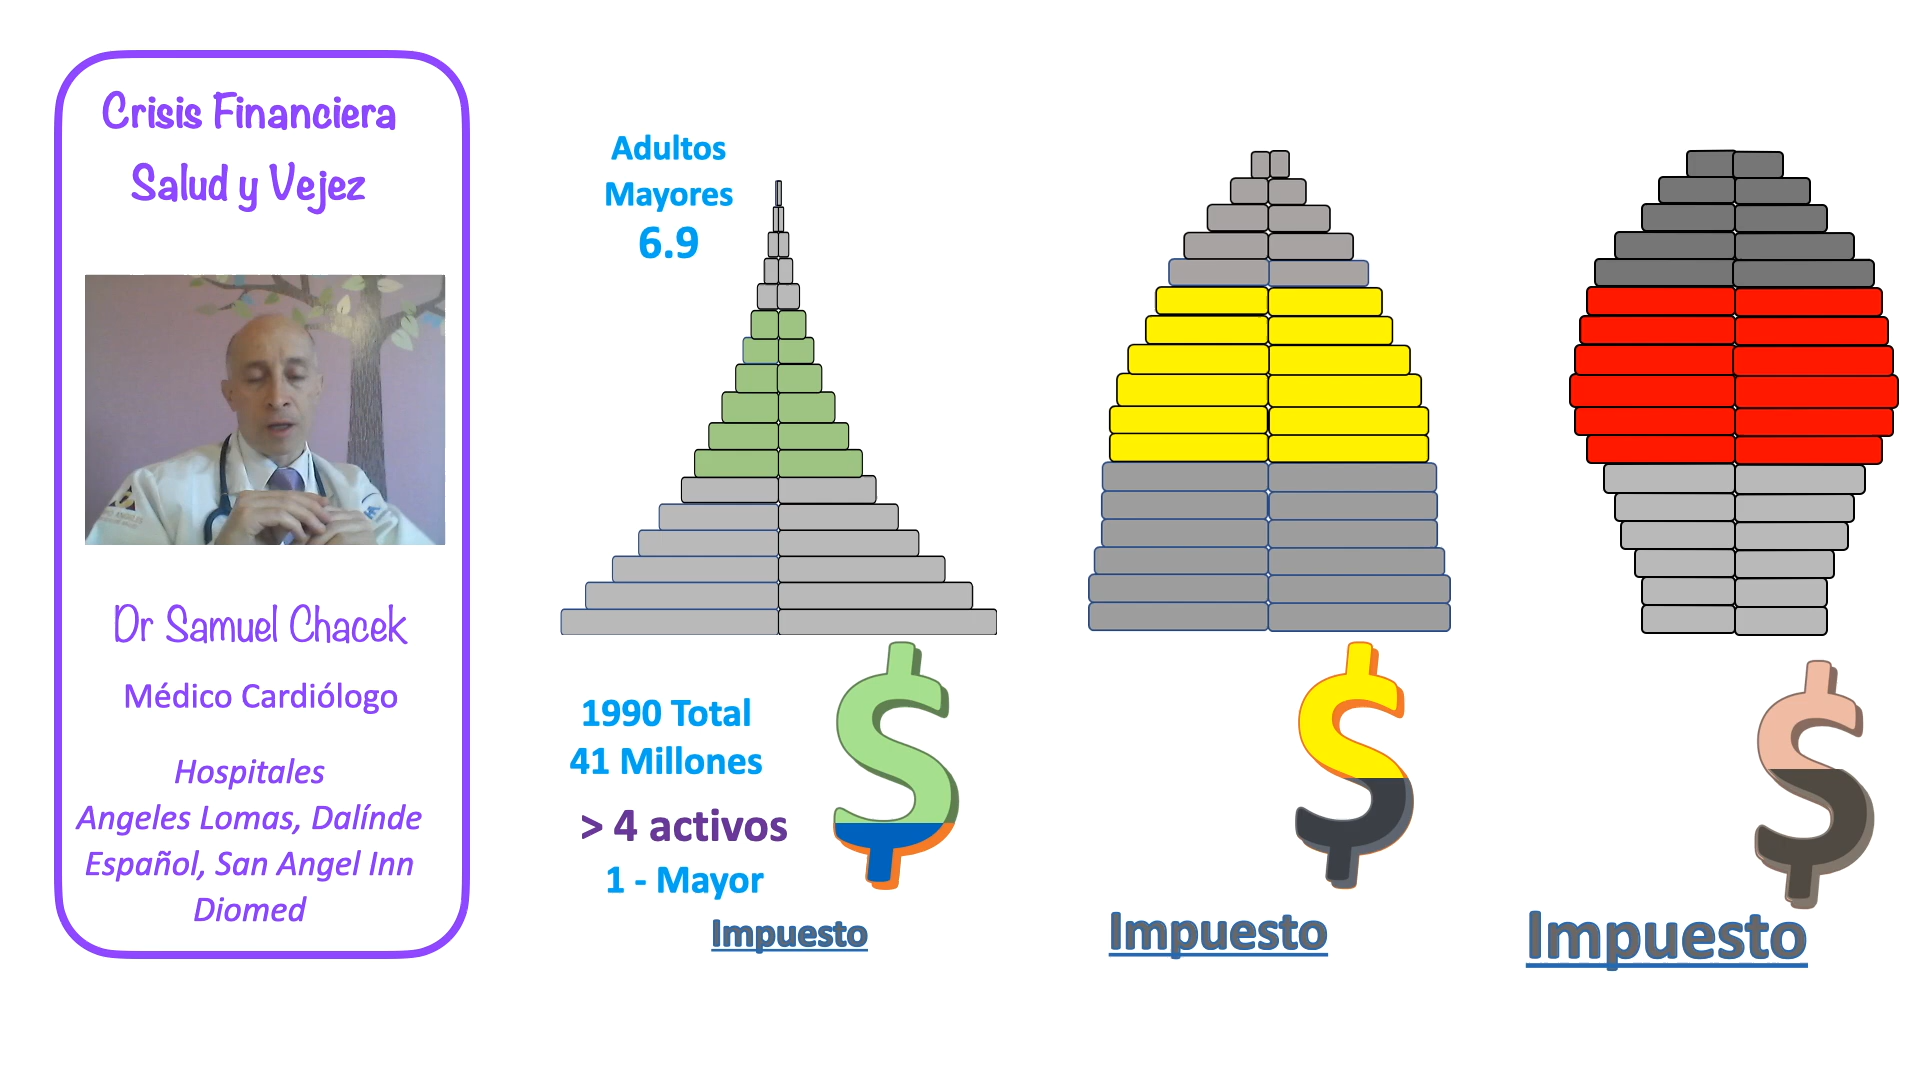 Crisis Financiera
Salud y Vejez
Dr Samuel Chacek
Médico Cardiólogo
Hospitales
Angeles Lomas, Dalínde
Español, San Angel Inn
Diomed
Adultos
Mayores
6.9
1990 Total
41 Millones
> 4 activos
1 - Mayor
Impuesto
Impuesto
Impuesto